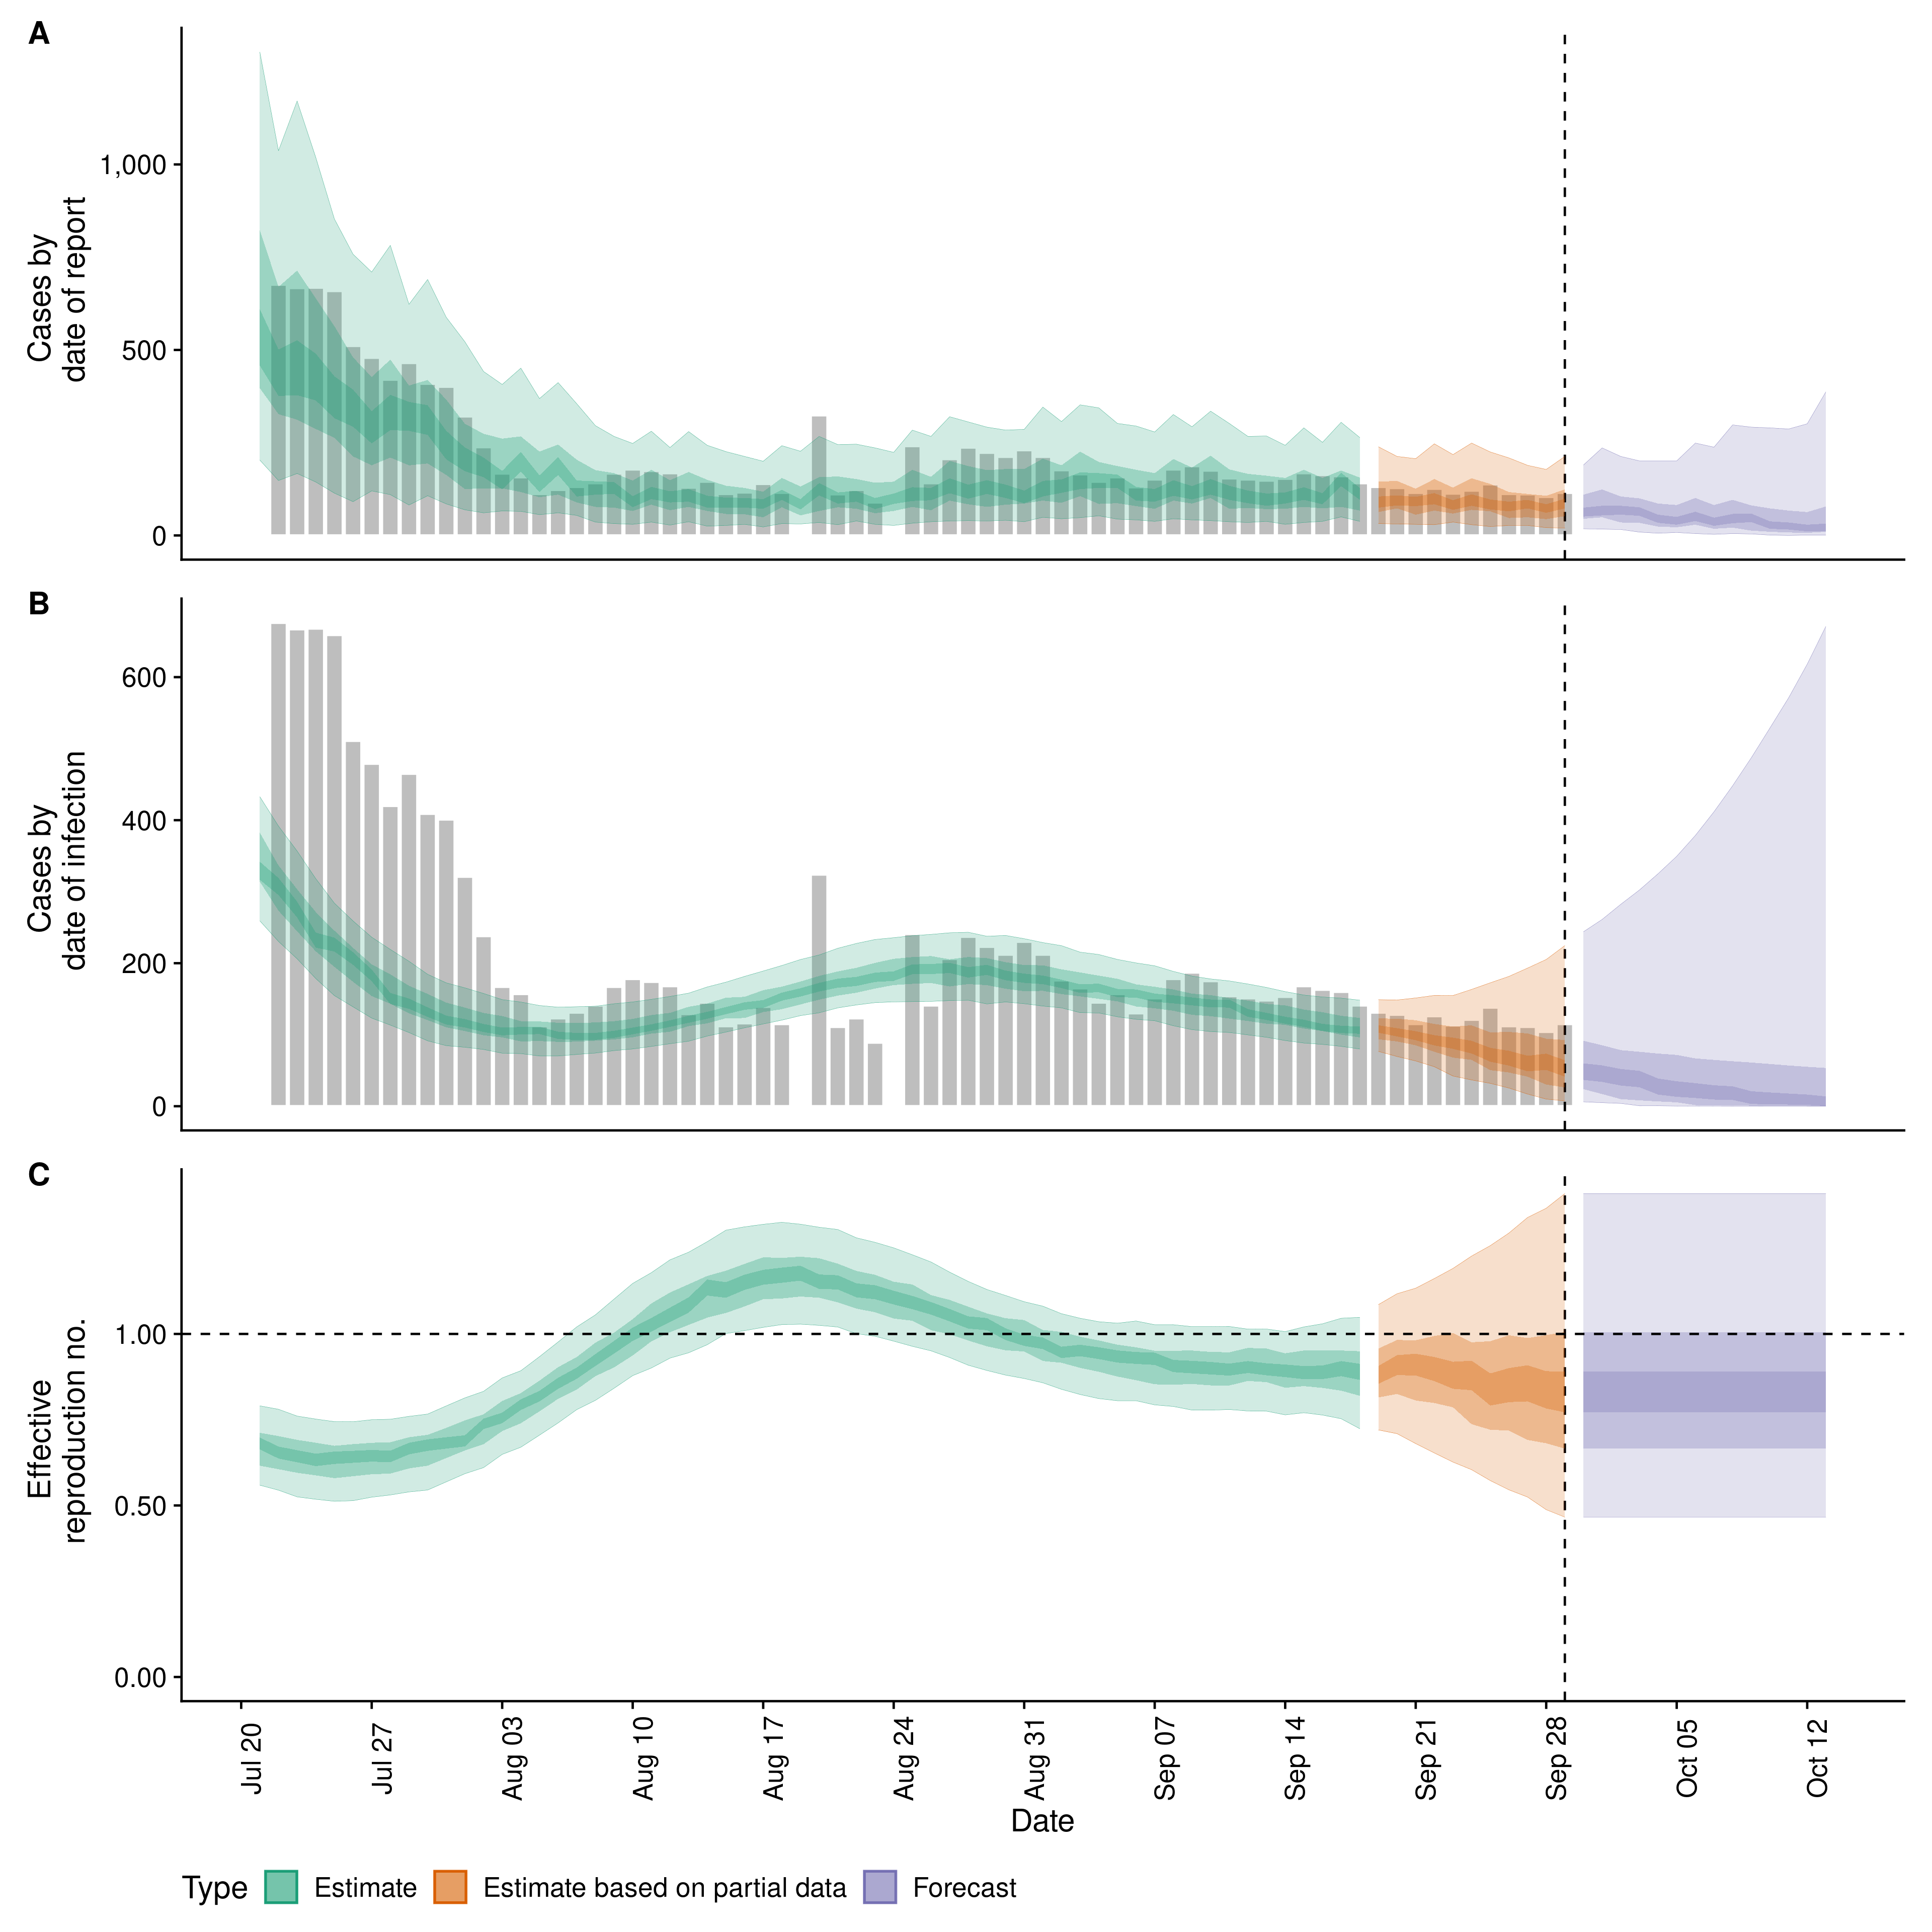 A
Cases by
date of report
1,000
500
0
B
Cases by
date of infection
600
400
200
0
C
Effective
reproduction no.
1.00
0.50
0.00
Jul 20
Jul 27
Aug 03
Aug 10
Aug 17
Aug 24
Aug 31
Sep 07
Sep 14
Sep 21
Sep 28
Oct 05
Oct 12
Date
Type
Estimate
Estimate based on partial data
Forecast